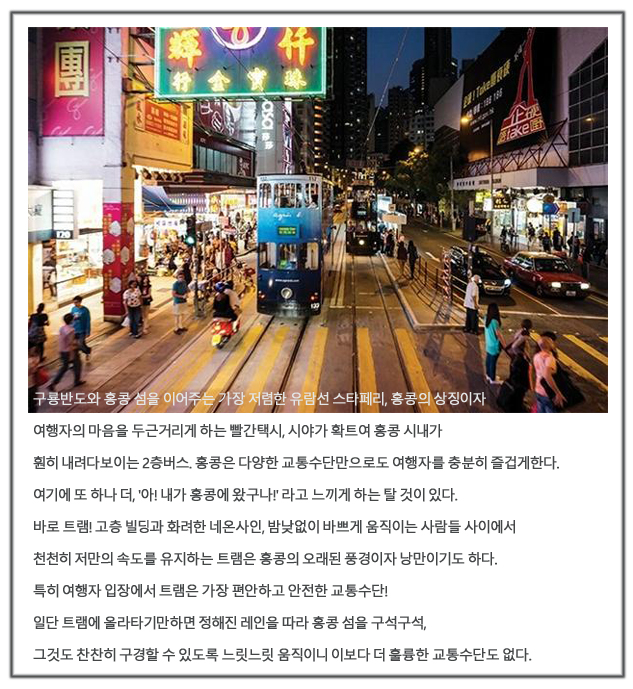 團
輝 仟
行金寶珠
Take
企理
Take
120
agnès b.
137
구룡반도와 홍콩 섬을 이어주는 가장 저렴한 유람선 스타페리, 홍콩의 상징이자
여행자의 마음을 두근거리게 하는 빨간택시, 시야가 확트여 홍콩 시내가
훤히 내려다보이는 2층버스. 홍콩은 다양한 교통수단만으로도 여행자를 충분히 즐겁게한다.
여기에 또 하나 더, '아! 내가 홍콩에 왔구나!' 라고 느끼게 하는 탈 것이 있다.
바로 트램! 고층 빌딩과 화려한 네온사인, 밤낮없이 바쁘게 움직이는 사람들 사이에서
천천히 저만의 속도를 유지하는 트램은 홍콩의 오래된 풍경이자 낭만이기도 하다.
특히 여행자 입장에서 트램은 가장 편안하고 안전한 교통수단!
일단 트램에 올라타기만하면 정해진 레인을 따라 홍콩 섬을 구석구석,
그것도 찬찬히 구경할 수 있도록 느릿느릿 움직이니 이보다 더 훌륭한 교통수단도 없다.